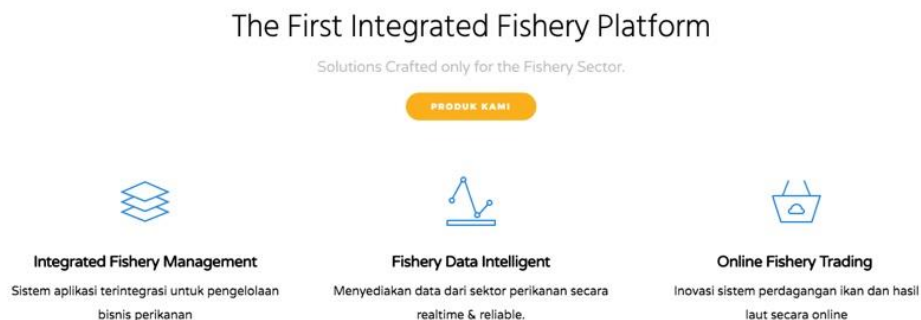 The First Integrated Fishery Platform
Solutions Crafted only for the Fishery Sector.
PRODUK KAMI
Integrated Fishery Management
Sistem aplikasi terintegrasi untuk pengelolaan
bisnis perikanan
Fishery Data Intelligent
Menyediakan data dari sektor perikanan secara
realtime & reliable.
Online Fishery Trading
Inovasi sistem perdagangan ikan dan hasil
laut secara online